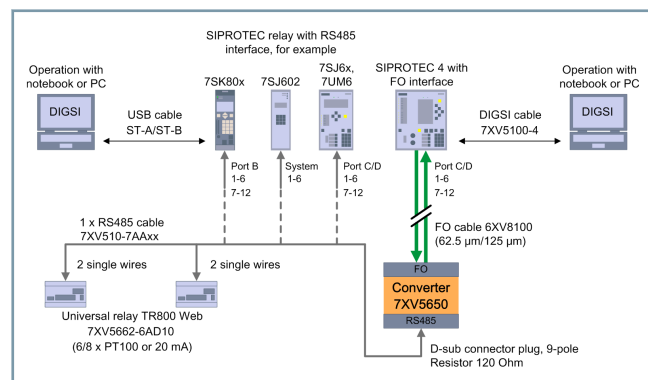 SIPROTEC relay with RS485
interface, for example
7SJ6x,
7UM6
SIPROTEC 4 with
FO interface
Operation with
notebook or PC
7SK80x
7SJ602
Operation with
notebook or PC
DIGSI
USB cable
ST-A/ST-B
DIGSI cable
7XV5100-4
DIGSI
Port B
1-6
7-12
System
1-6
Port C/D
1-6
7-12
Port C/D
1-6
7-12
1 x RS485 cable
7XV510-7AAxx
FO cable 6XV8100
(62.5 µm/125 µm)
2 single wires
2 single wires
FO
Converter
7XV5650
RS485
Universal relay TR800 Web
7XV5662-6AD10
(6/8 x PT100 or 20 mA)
D-sub connector plug, 9-pole
Resistor 120 Ohm